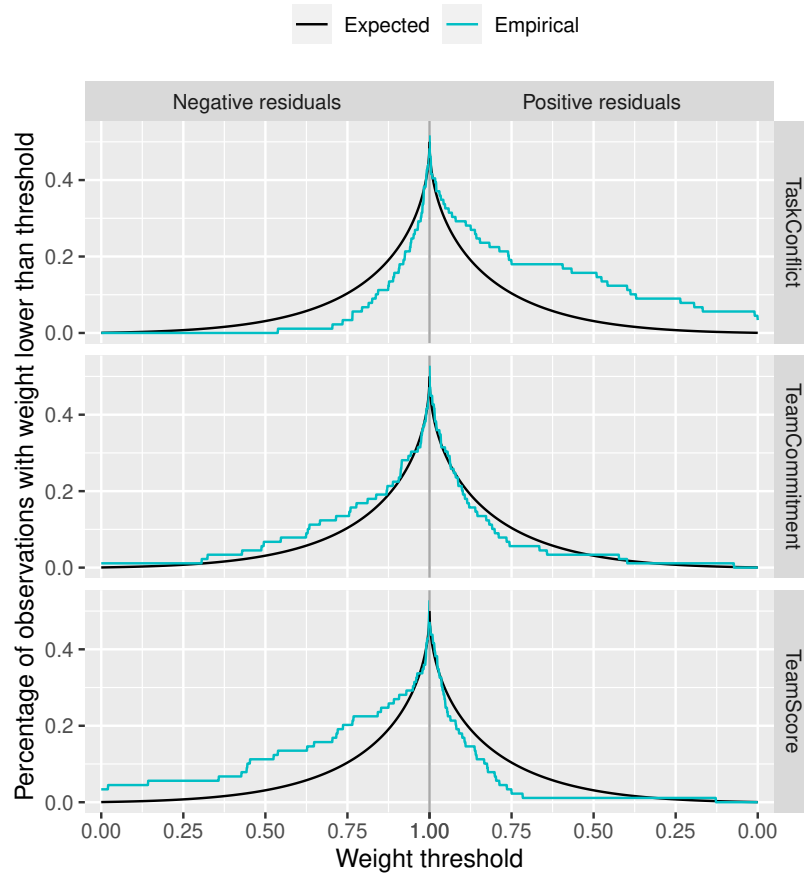 Expected Empirical
Negative residuals Positive residuals
Percentage of observations with weight lower than threshold
0.4
0.2
0.0
TaskConflict
0.4
0.2
0.0
TeamCommitment
0.4
0.2
0.0
TeamScore
0.00 0.25 0.50 0.75 1.00 0.75 0.50 0.25 0.00
Weight threshold